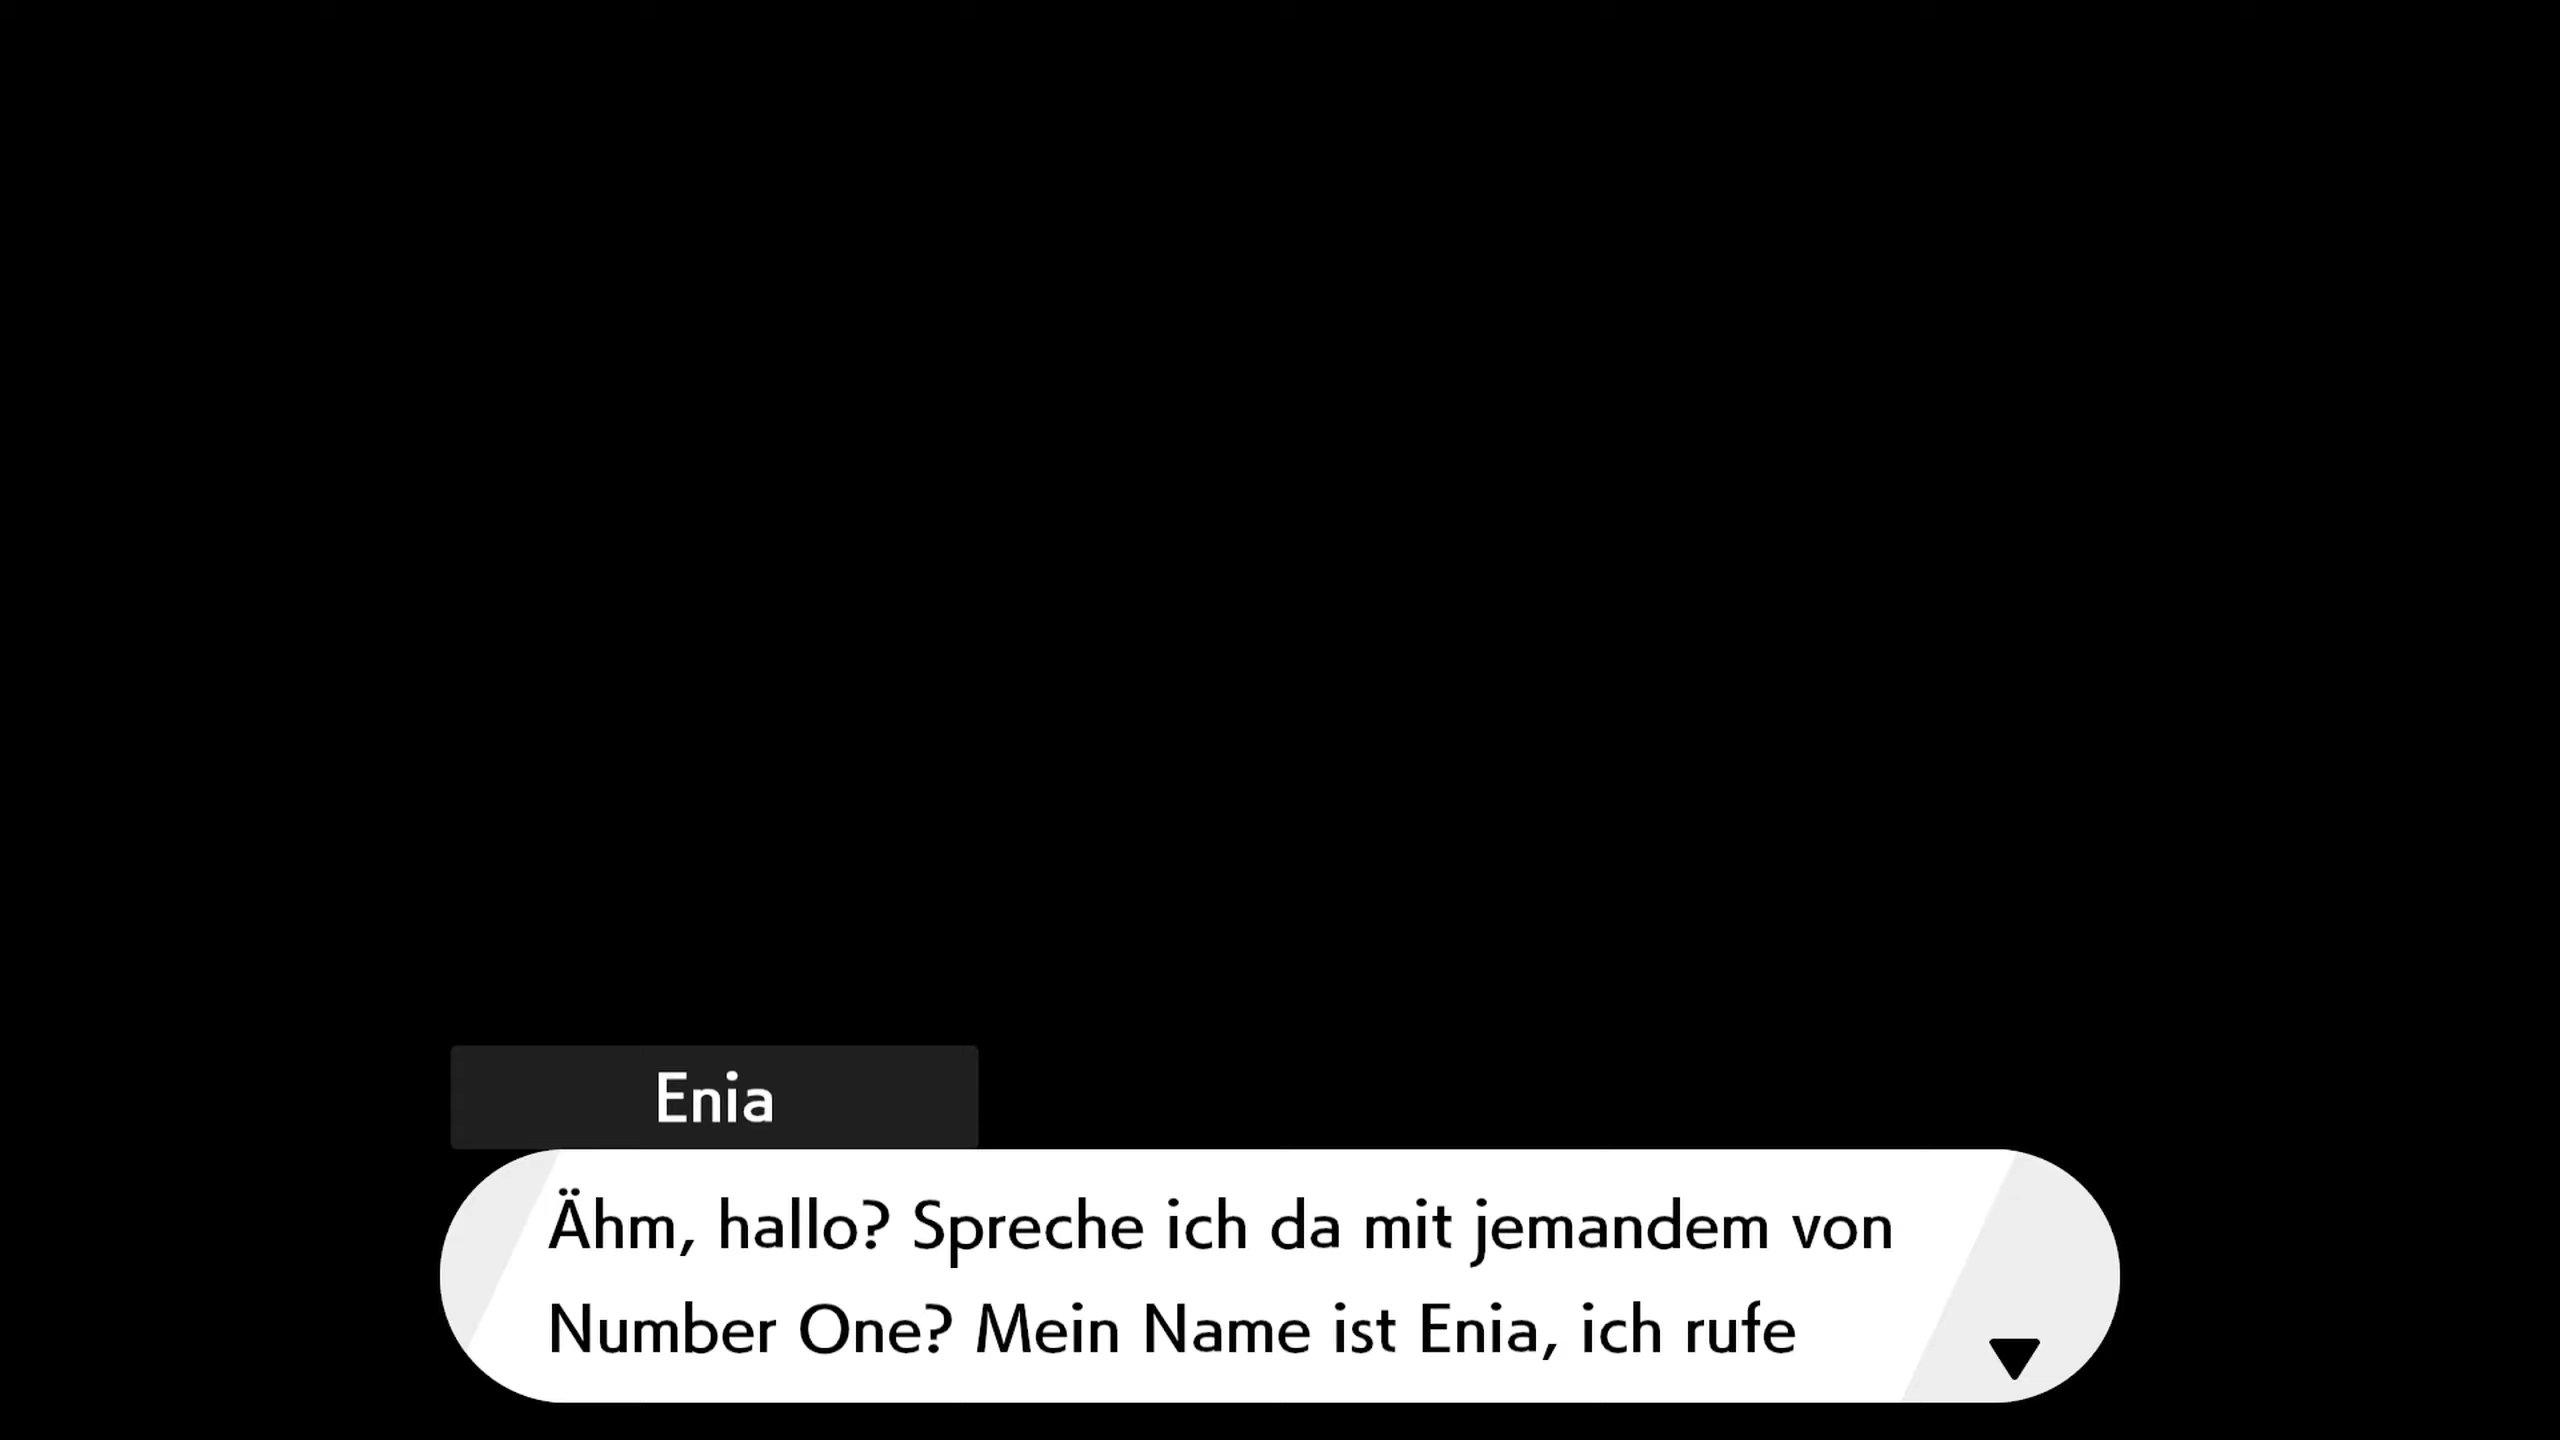 Enia
Ähm, hallo? Spreche ich da mit jemandem von
Number One? Mein Name ist Enia, ich rufe